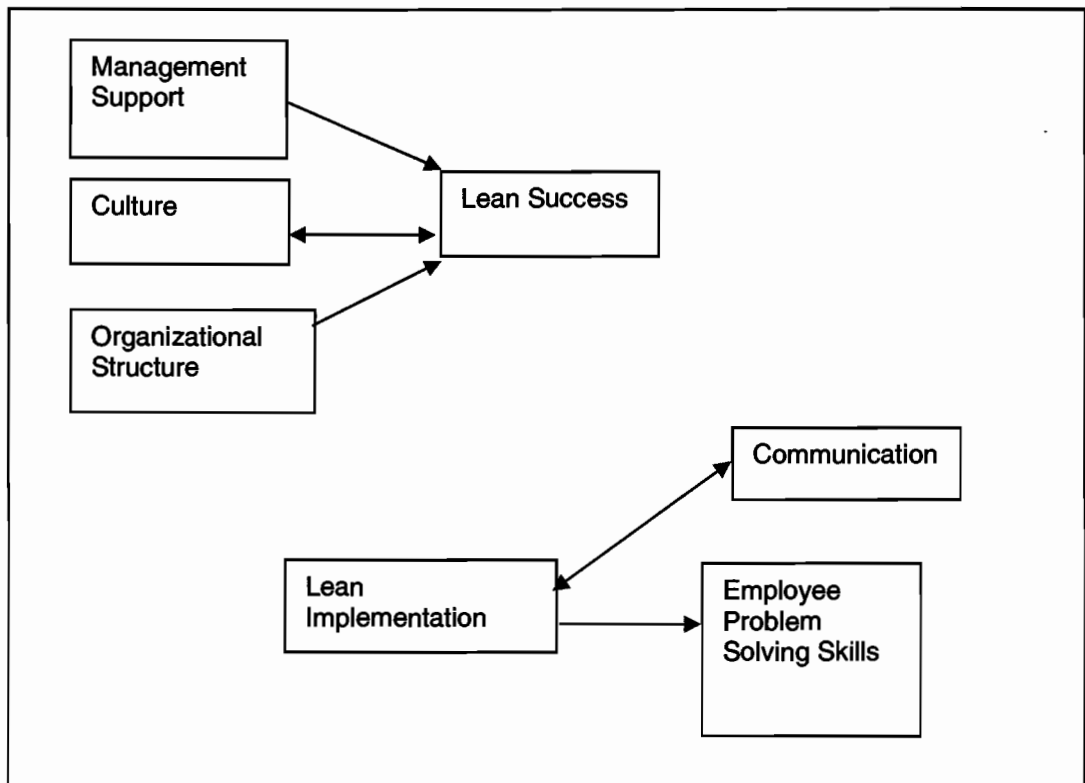 Management
Support
Culture
Lean Success
Organizational
Structure
Communication
Lean
Implementation
Employee
Problem
Solving Skills